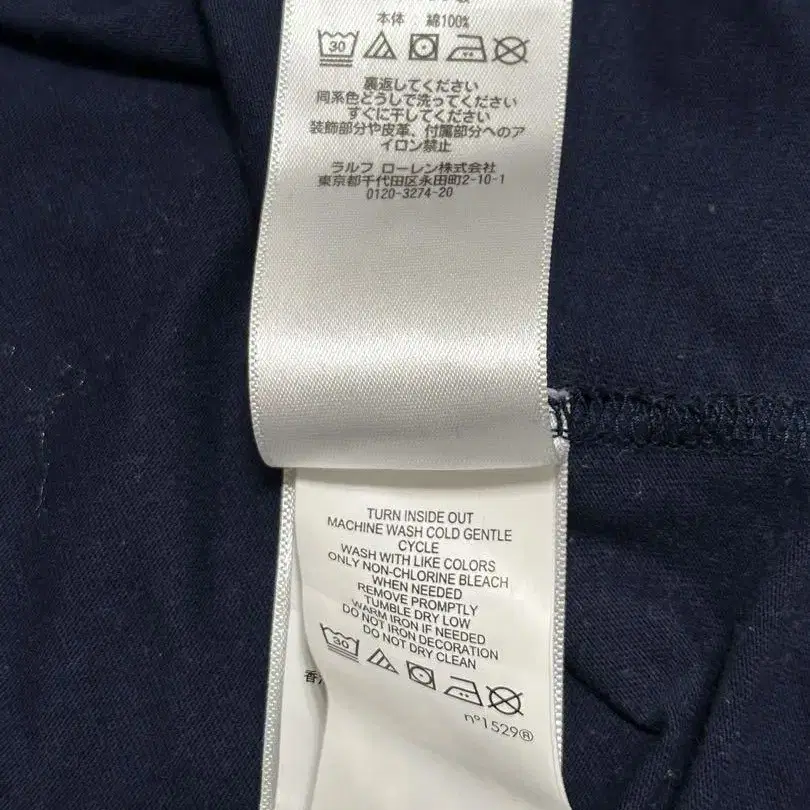 本体：綿100%
30
裏返してください
同系色どうしで洗ってください
すぐに干してください
装飾部分や皮革、付属部分へのア
イロン禁止
ラルフ ローレン株式会社
東京都千代田区永田町2-10-1
0120-3274-20
TURN INSIDE OUT
MACHINE WASH COLD GENTLE
CYCLE
WASH WITH LIKE COLORS
ONLY NON-CHLORINE BLEACH
WHEN NEEDED
REMOVE PROMPTLY
TUMBLE DRY LOW
WARM IRON IF NEEDED
DO NOT IRON DECORATION
DO NOT DRY CLEAN
30
香
nº1529®